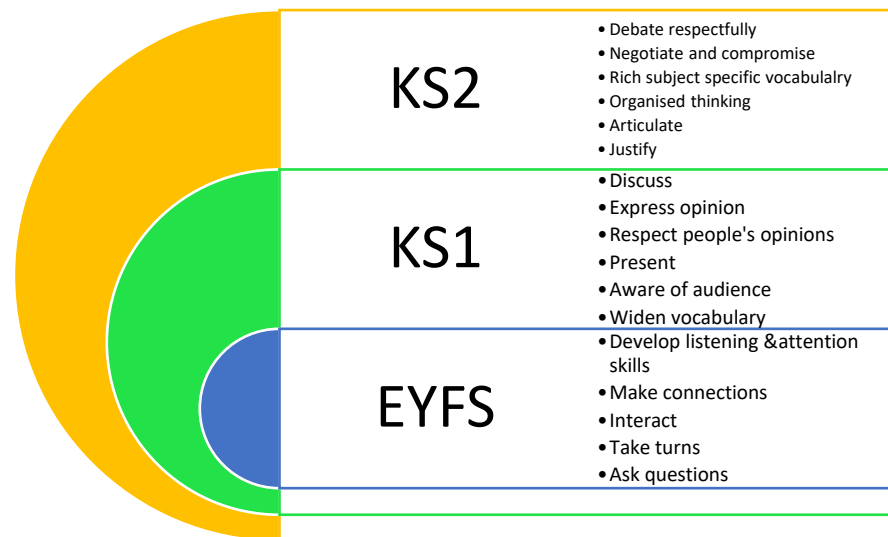 KS2
• Debate respectfully
• Negotiate and compromise
• Rich subject specific vocabulalry
• Organised thinking
• Articulate
• Justify
KS1
• Discuss
• Express opinion
• Respect people's opinions
• Present
• Aware of audience
• Widen vocabulary
EYFS
• Develop listening &attention
skills
• Make connections
• Interact
• Take turns
• Ask questions